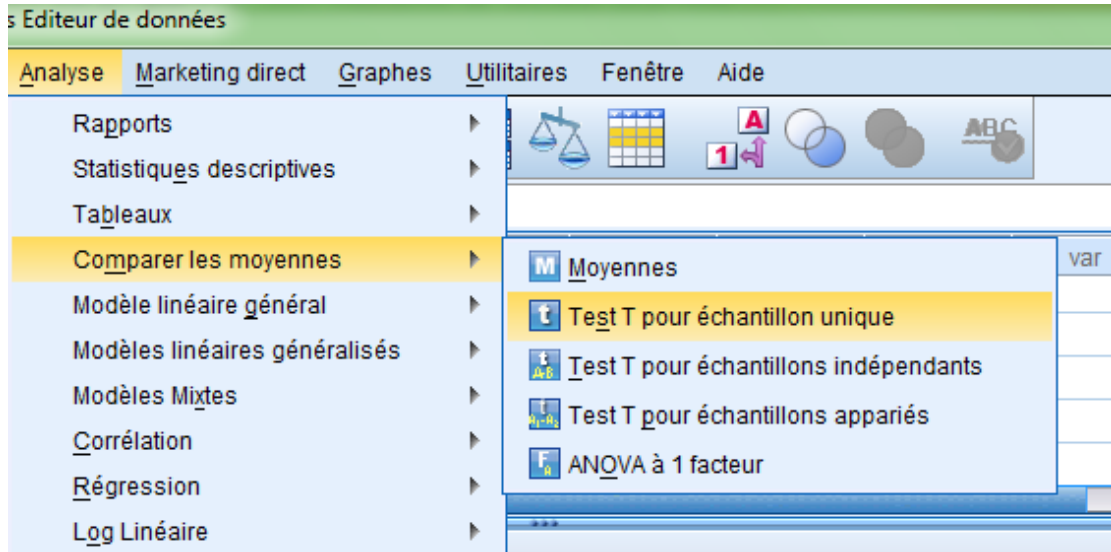 s Editeur de données
Analyse Marketing direct Graphes Utilitaires Fenêtre Aide
Rapports
Statistiques descriptives
Tableaux
Comparer les moyennes
Modèle linéaire général
Modèles linéaires généralisés
Modèles Mixtes
Corrélation
Régression
Log Linéaire
A
1
ABC
var
M Moyennes
t Test T pour échantillon unique
t A-B Test T pour échantillons indépendants
t A₁-A₂ Test T pour échantillons appariés
F A ANOVA à 1 facteur